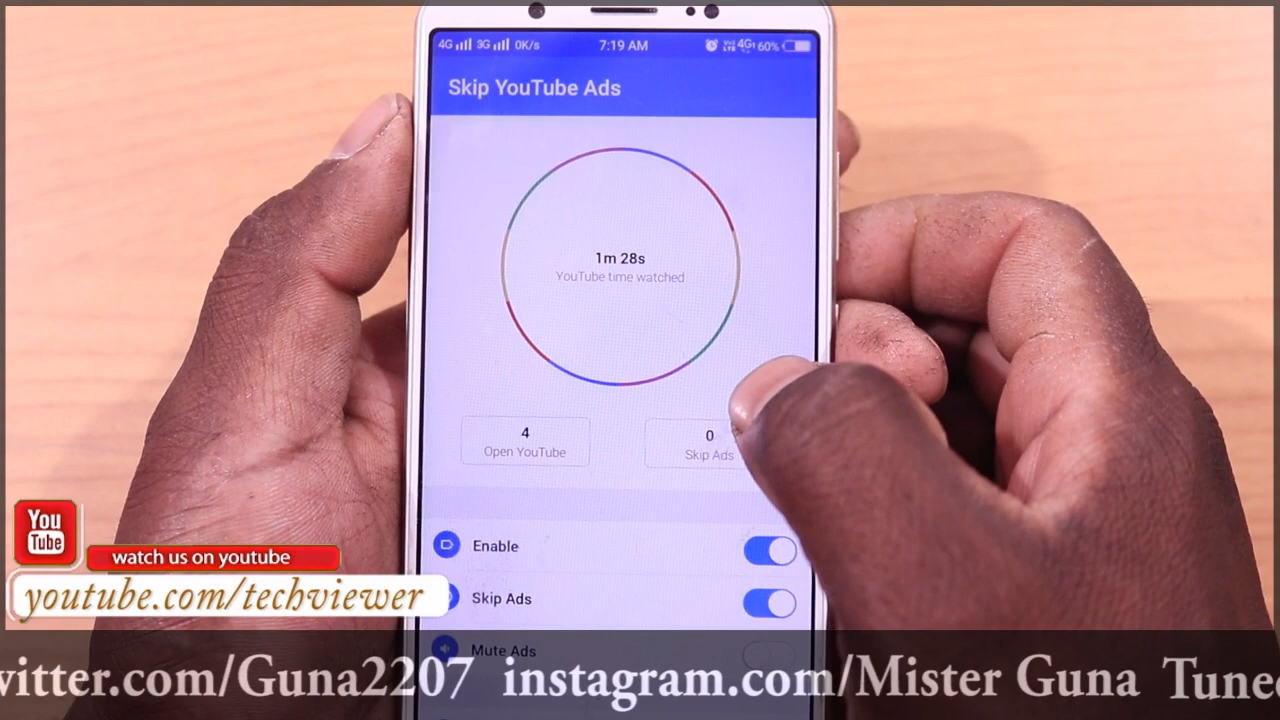 4G 3G 0K/s 7:19 AM VoLTE 4G 60%
Skip YouTube Ads
1m 28s
YouTube time watched
4
Open YouTube
0
Skip Ads
Enable
Skip Ads
Mute Ads
You
Tube
watch us on youtube
youtube.com/techviewer
witter.com/Guna2207 instagram.com/Mister Guna Tuned